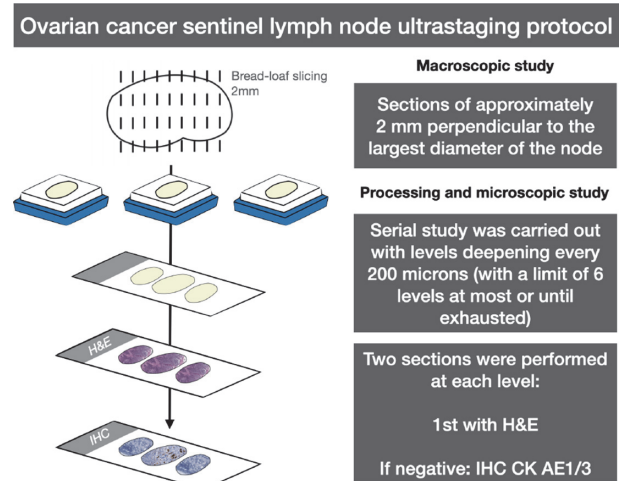 Ovarian cancer sentinel lymph node ultrastaging protocol
Bread-loaf slicing
2mm
H&E
IHC
Macroscopic study
Sections of approximately
2 mm perpendicular to the
largest diameter of the node
Processing and microscopic study
Serial study was carried out
with levels deepening every
200 microns (with a limit of 6
levels at most or until
exhausted)
Two sections were performed
at each level:
1st with H&E
If negative: IHC CK AE1/3